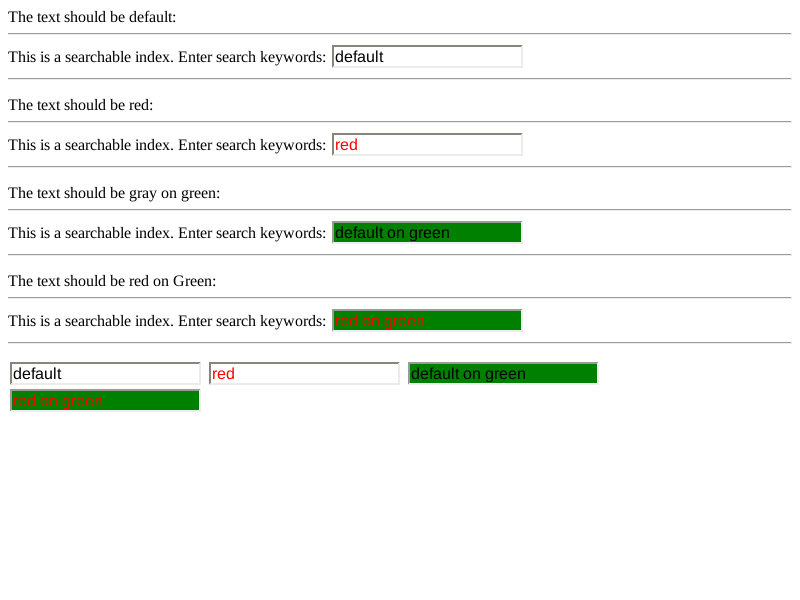 The text should be default:
This is a searchable index. Enter search keywords: default
The text should be red:
This is a searchable index. Enter search keywords: red
The text should be gray on green:
This is a searchable index. Enter search keywords: default on green
The text should be red on Green:
This is a searchable index. Enter search keywords: red on green
default red default on green
red on green